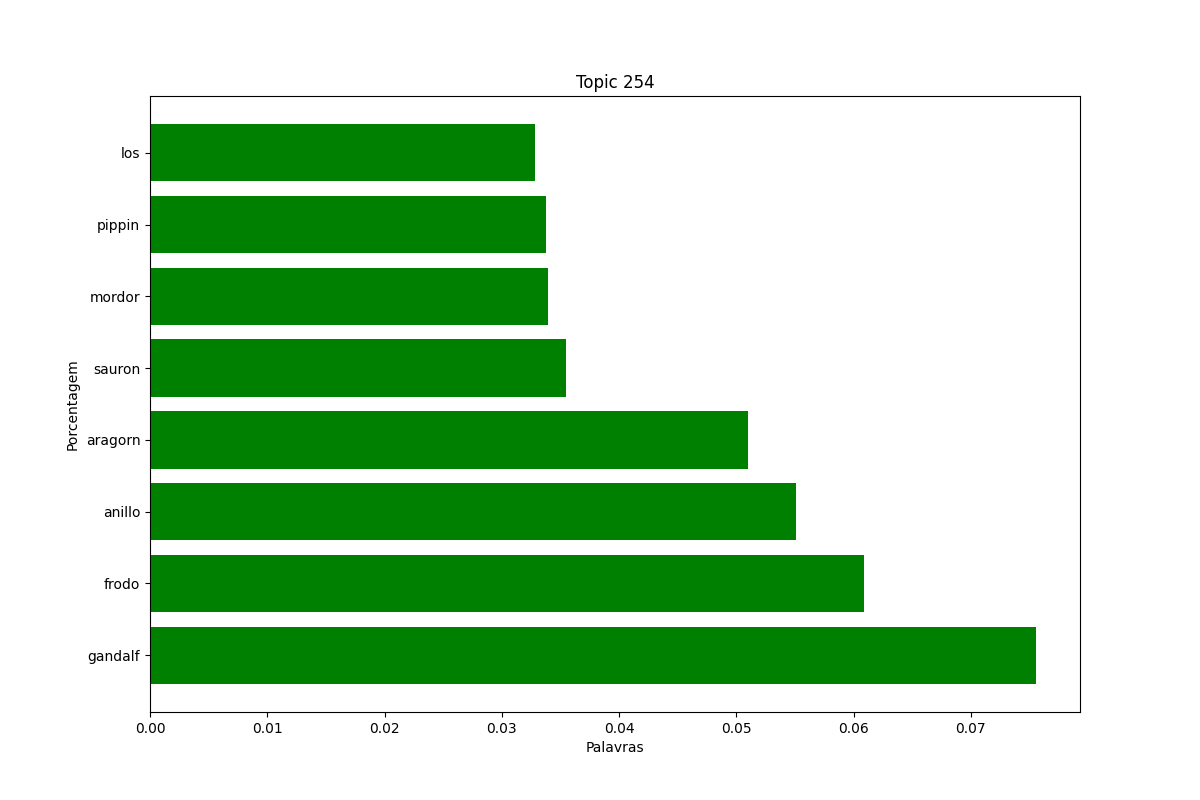 Topic 254
los
pippin
mordor
sauron
aragorn
anillo
frodo
gandalf
Porcentagem
0.00 0.01 0.02 0.03 0.04 0.05 0.06 0.07
Palavras